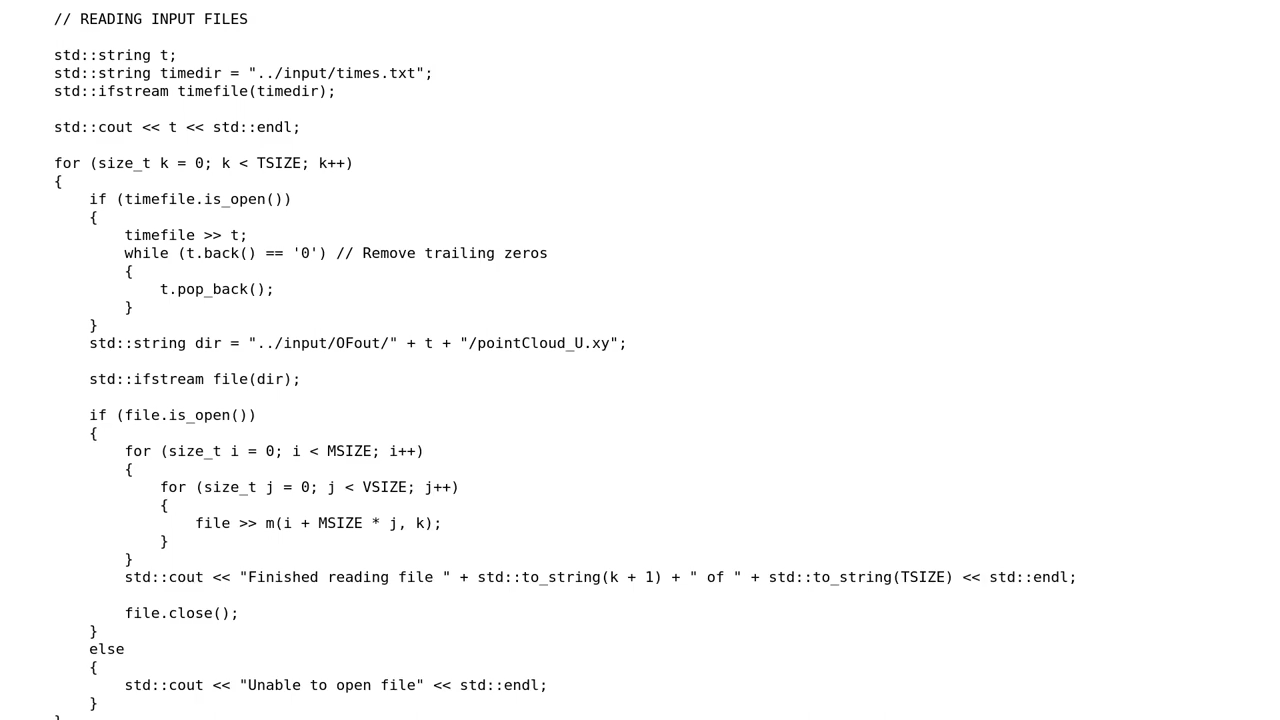 // READING INPUT FILES
std::string t;
std::string timedir = "../input/times.txt";
std::ifstream timefile(timedir);
std::cout << t << std::endl;
for (size_t k = 0; k < TSIZE; k++)
{
if (timefile.is_open())
{
timefile >> t;
while (t.back() == '0') // Remove trailing zeros
{
t.pop_back();
}
}
std::string dir = "../input/OFout/" + t + "/pointCloud_U.xy";
std::ifstream file(dir);
if (file.is_open())
{
for (size_t i = 0; i < MSIZE; i++)
{
for (size_t j = 0; j < VSIZE; j++)
{
file >> m(i + MSIZE * j, k);
}
}
std::cout << "Finished reading file " + std::to_string(k + 1) + " of " + std::to_string(TSIZE) << std::endl;
file.close();
}
else
{
std::cout << "Unable to open file" << std::endl;
}
}